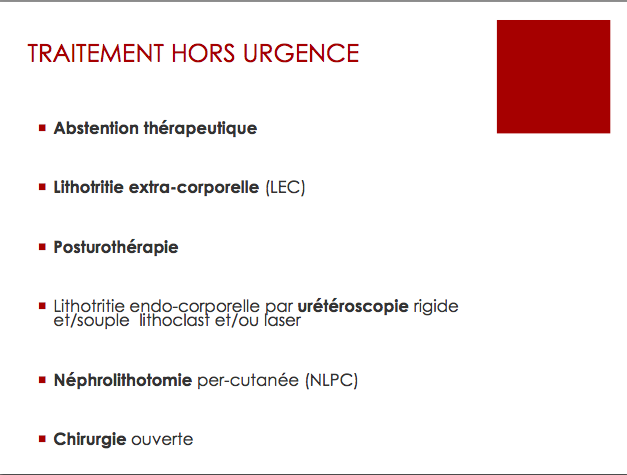 TRAITEMENT HORS URGENCE
▪ Abstention thérapeutique
▪ Lithotritie extra-corporelle (LEC)
▪ Posturothérapie
▪ Lithotritie endo-corporelle par urétéroscopie rigide
et/souple lithoclast et/ou laser
▪ Néphrolithotomie per-cutanée (NLPC)
▪ Chirurgie ouverte